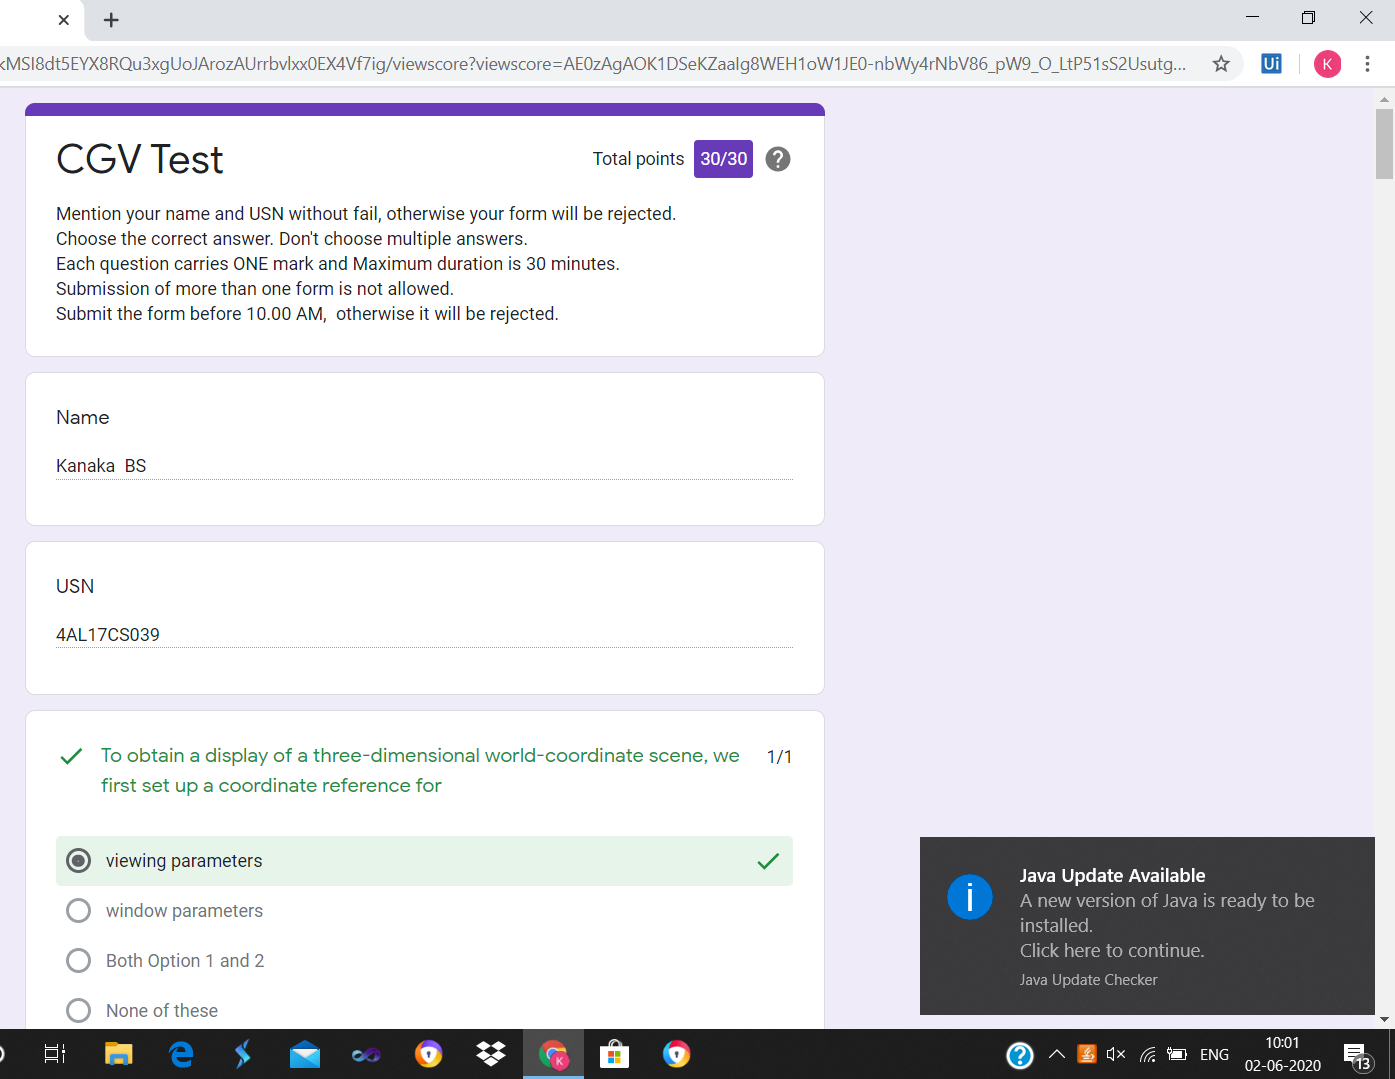 kMSI8dt5EYX8RQu3xgUoJArozAUrrbvlxx0EX4Vf7ig/viewscore?viewscore=AE0zAgAOK1DSeKZaalg8WEH1oW1JE0-nbWy4rNbV86_pW9_O_LtP51sS2Usutg...
Ui
K
CGV Test
Total points 30/30
Mention your name and USN without fail, otherwise your form will be rejected.
Choose the correct answer. Don't choose multiple answers.
Each question carries ONE mark and Maximum duration is 30 minutes.
Submission of more than one form is not allowed.
Submit the form before 10.00 AM,  otherwise it will be rejected.
Name
Kanaka  BS
USN
4AL17CS039
To obtain a display of a three-dimensional world-coordinate scene, we 1/1
first set up a coordinate reference for
viewing parameters
window parameters
Both Option 1 and 2
None of these
Java Update Available
A new version of Java is ready to be
installed.
Click here to continue.
Java Update Checker
K
ENG
10:01
02-06-2020
13